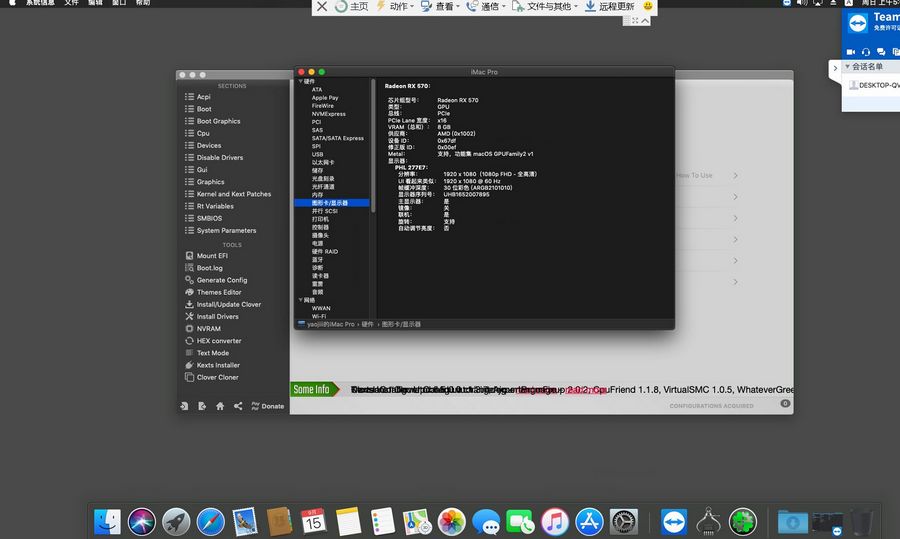 系统信息 文件 编辑 窗口 帮助
主页 动作 查看 通信 文件与其他 远程更新
A 周日 上午5:
Team
免费许可证
会话名单
DESKTOP-QV
SECTIONS
Acpi
Boot
Boot Graphics
Cpu
Devices
Disable Drivers
Gui
Graphics
Kernel and Kext Patches
Rt Variables
SMBIOS
System Parameters
TOOLS
Mount EFI
Boot.log
Generate Config
Themes Editor
Install/Update Clover
Install Drivers
NVRAM
HEX converter
Text Mode
Kexts Installer
Clover Cloner
Donate
iMac Pro
硬件
ATA
Apple Pay
FireWire
NVMExpress
PCI
SAS
SATA/SATA Express
SPI
USB
以太网卡
储存
光盘刻录
光纤通道
内存
图形卡/显示器
并行 SCSI
打印机
控制器
摄像头
电源
硬件 RAID
蓝牙
诊断
读卡器
雷雳
音频
网络
WWAN
Wi-Fi
Radeon RX 570:
芯片组型号: Radeon RX 570
类型: GPU
总线: PCIe
PCIe Lane 宽度: x16
VRAM（总和）: 8 GB
供应商: AMD (0x1002)
设备 ID: 0x67df
修正版 ID: 0x00ef
Metal: 支持，功能集 macOS GPUFamily2 v1
显示器:
PHL 277E7:
分辨率: 1920 x 1080（1080p FHD - 全高清）
UI 看起来类似: 1920 x 1080 @ 60 Hz
帧缓冲深度: 30 位彩色 (ARGB2101010)
显示器序列号: UHB1652007895
主显示器: 是
镜像: 关
联机: 是
旋转: 支持
自动调节亮度: 否
yaojiii的iMac Pro › 硬件 › 图形卡/显示器
How To Use
Some Info
2.0.2, CpuFriend 1.1.8, VirtualSMC 1.0.5, WhateverGree
CONFIGURATIONS ACQUIRED
0
9月
15
3D